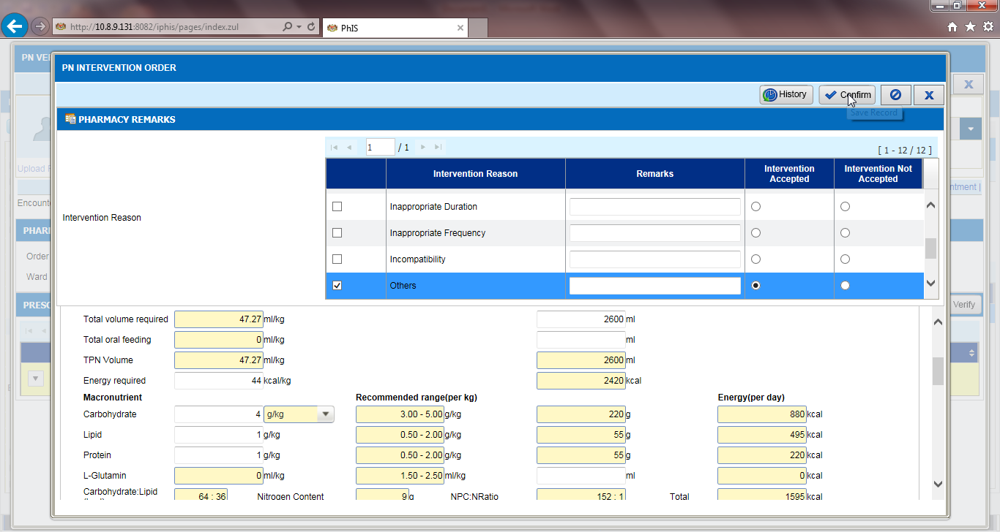 http://10.8.9.131:8082/iphis/pages/index.zul
PhIS
PN VE
PN INTERVENTION ORDER
History
Confirm
Save Record
PHARMACY REMARKS
Upload
1 / 1
[ 1 - 12 / 12 ]
Intervention Reason
Remarks
Intervention Accepted
Intervention Not Accepted
Encount
ntment |
Intervention Reason
Inappropriate Duration
Inappropriate Frequency
Incompatibility
Others
PHAR
Order
Ward
PRESC
Verify
Total volume required 47.27 ml/kg 2600 ml
Total oral feeding 0 ml/kg ml
TPN Volume 47.27 ml/kg 2600 ml
Energy required 44 kcal/kg 2420 kcal
Macronutrient Recommended range(per kg) Energy(per day)
Carbohydrate 4 g/kg 3.00 - 5.00 g/kg 220 g 880 kcal
Lipid 1 g/kg 0.50 - 2.00 g/kg 55 g 495 kcal
Protein 1 g/kg 0.50 - 2.00 g/kg 55 g 220 kcal
L-Glutamin 0 ml/kg 1.50 - 2.50 ml/kg ml 0 kcal
Carbohydrate:Lipid 64 : 36 Nitrogen Content 9 g NPC:NRatio 152 : 1 Total 1595 kcal